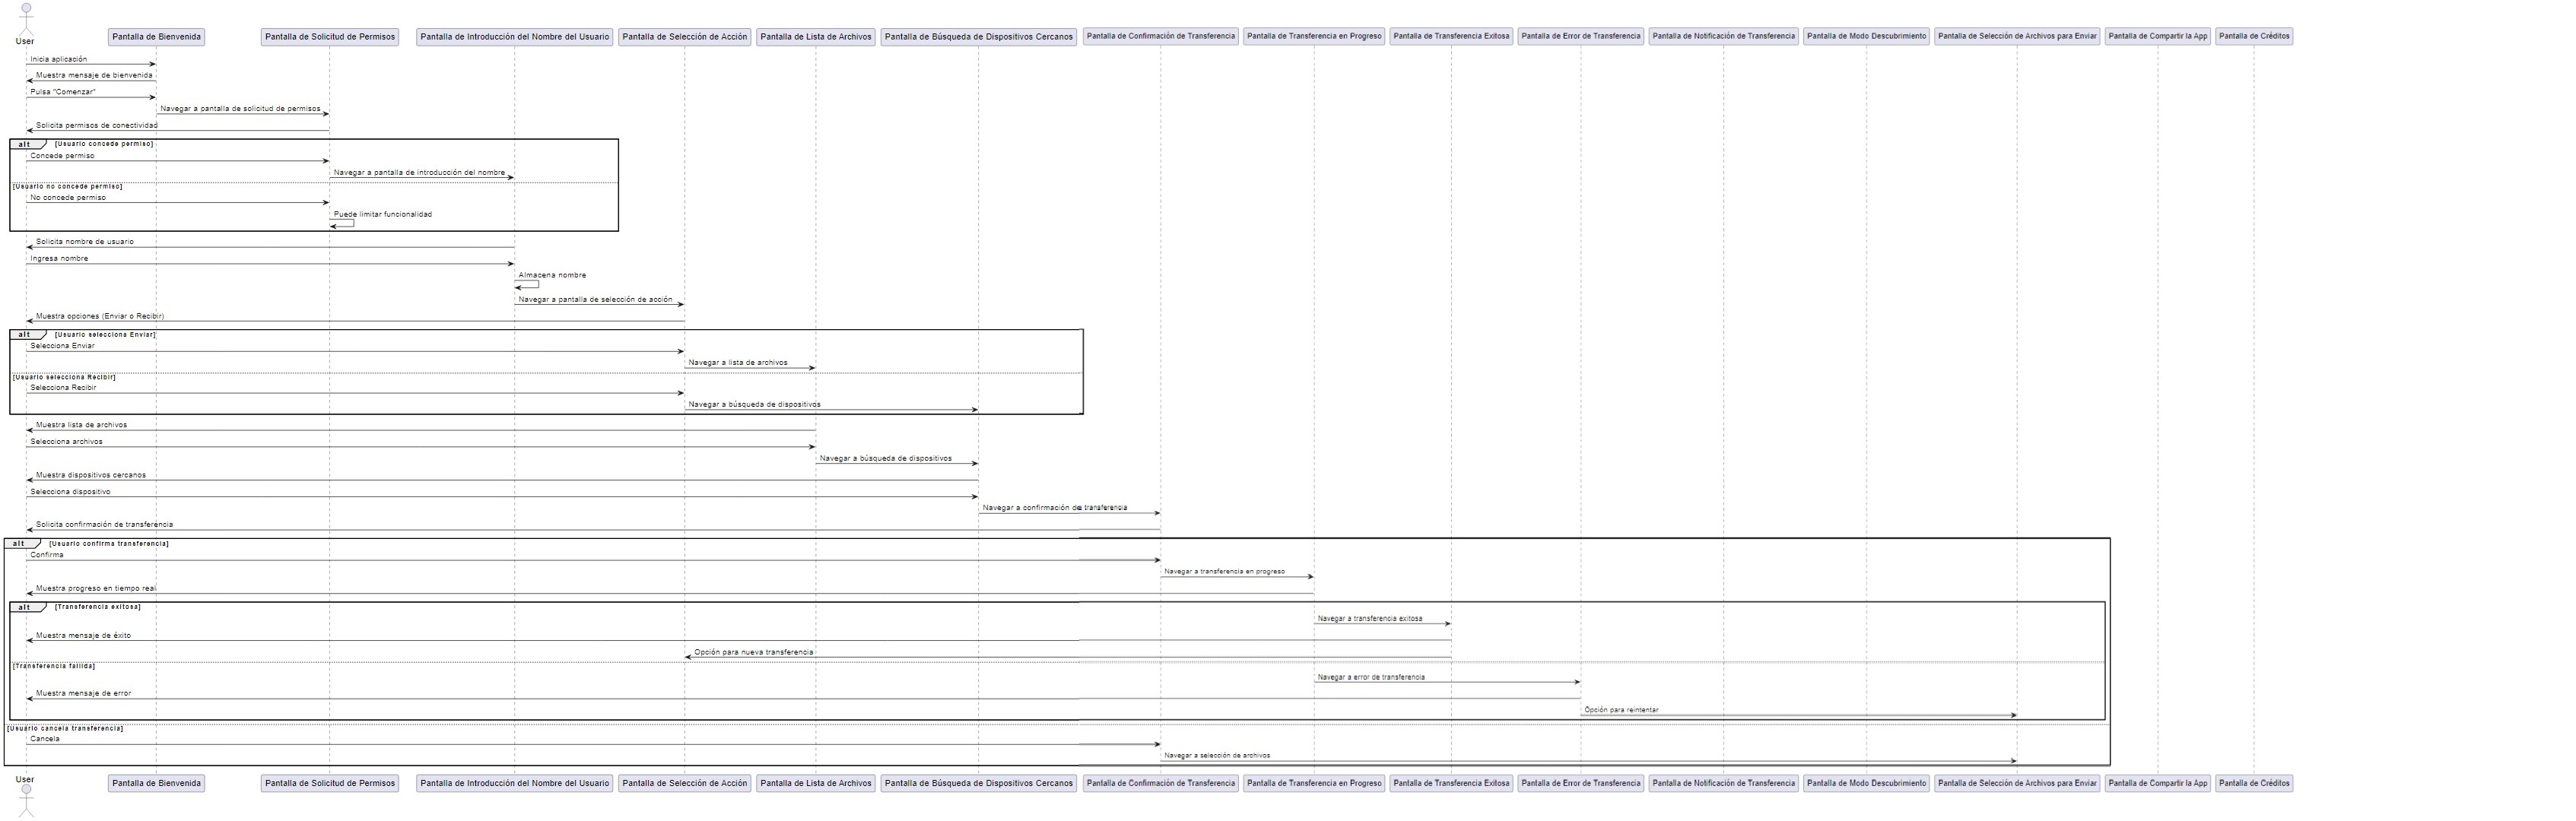 User
Pantalla de Bienvenida
Pantalla de Solicitud de Permisos
Pantalla de Introducción del Nombre del Usuario
Pantalla de Selección de Acción
Pantalla de Lista de Archivos
Pantalla de Búsqueda de Dispositivos Cercanos
Pantalla de Confirmación de Transferencia
Pantalla de Transferencia en Progreso
Pantalla de Transferencia Exitosa
Pantalla de Error de Transferencia
Pantalla de Notificación de Transferencia
Pantalla de Modo Descubrimiento
Pantalla de Selección de Archivos para Enviar
Pantalla de Compartir la App
Pantalla de Créditos
Inicia aplicación
Muestra mensaje de bienvenida
Pulsa "Comenzar"
Navegar a pantalla de solicitud de permisos
Solicita permisos de conectividad
alt [Usuario concede permiso]
Concede permiso
Navegar a pantalla de introducción del nombre
[Usuario no concede permiso]
No concede permiso
Puede limitar funcionalidad
Solicita nombre de usuario
Ingresa nombre
Almacena nombre
Navegar a pantalla de selección de acción
Muestra opciones (Enviar o Recibir)
alt [Usuario selecciona Enviar]
Selecciona Enviar
Navegar a lista de archivos
[Usuario selecciona Recibir]
Selecciona Recibir
Navegar a búsqueda de dispositivos
Muestra lista de archivos
Selecciona archivos
Navegar a búsqueda de dispositivos
Muestra dispositivos cercanos
Selecciona dispositivo
Navegar a confirmación de transferencia
Solicita confirmación de transferencia
alt [Usuario confirma transferencia]
Confirma
Navegar a transferencia en progreso
Muestra progreso en tiempo real
alt [Transferencia exitosa]
Navegar a transferencia exitosa
Muestra mensaje de éxito
Opción para nueva transferencia
[Transferencia fallida]
Navegar a error de transferencia
Muestra mensaje de error
Opción para reintentar
[Usuario cancela transferencia]
Cancela
Navegar a selección de archivos
User
Pantalla de Bienvenida
Pantalla de Solicitud de Permisos
Pantalla de Introducción del Nombre del Usuario
Pantalla de Selección de Acción
Pantalla de Lista de Archivos
Pantalla de Búsqueda de Dispositivos Cercanos
Pantalla de Confirmación de Transferencia
Pantalla de Transferencia en Progreso
Pantalla de Transferencia Exitosa
Pantalla de Error de Transferencia
Pantalla de Notificación de Transferencia
Pantalla de Modo Descubrimiento
Pantalla de Selección de Archivos para Enviar
Pantalla de Compartir la App
Pantalla de Créditos